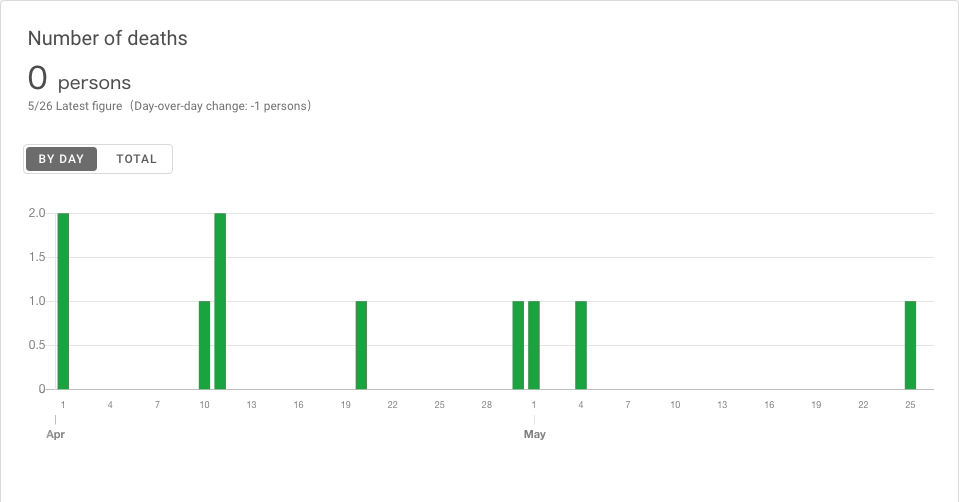 Number of deaths
0 persons
5/26 Latest figure（Day-over-day change: -1 persons）
BY DAY TOTAL
2.0
1.5
1.0
0.5
0
1 4 7 10 13 16 19 22 25 28 1 4 7 10 13 16 19 22 25
Apr May